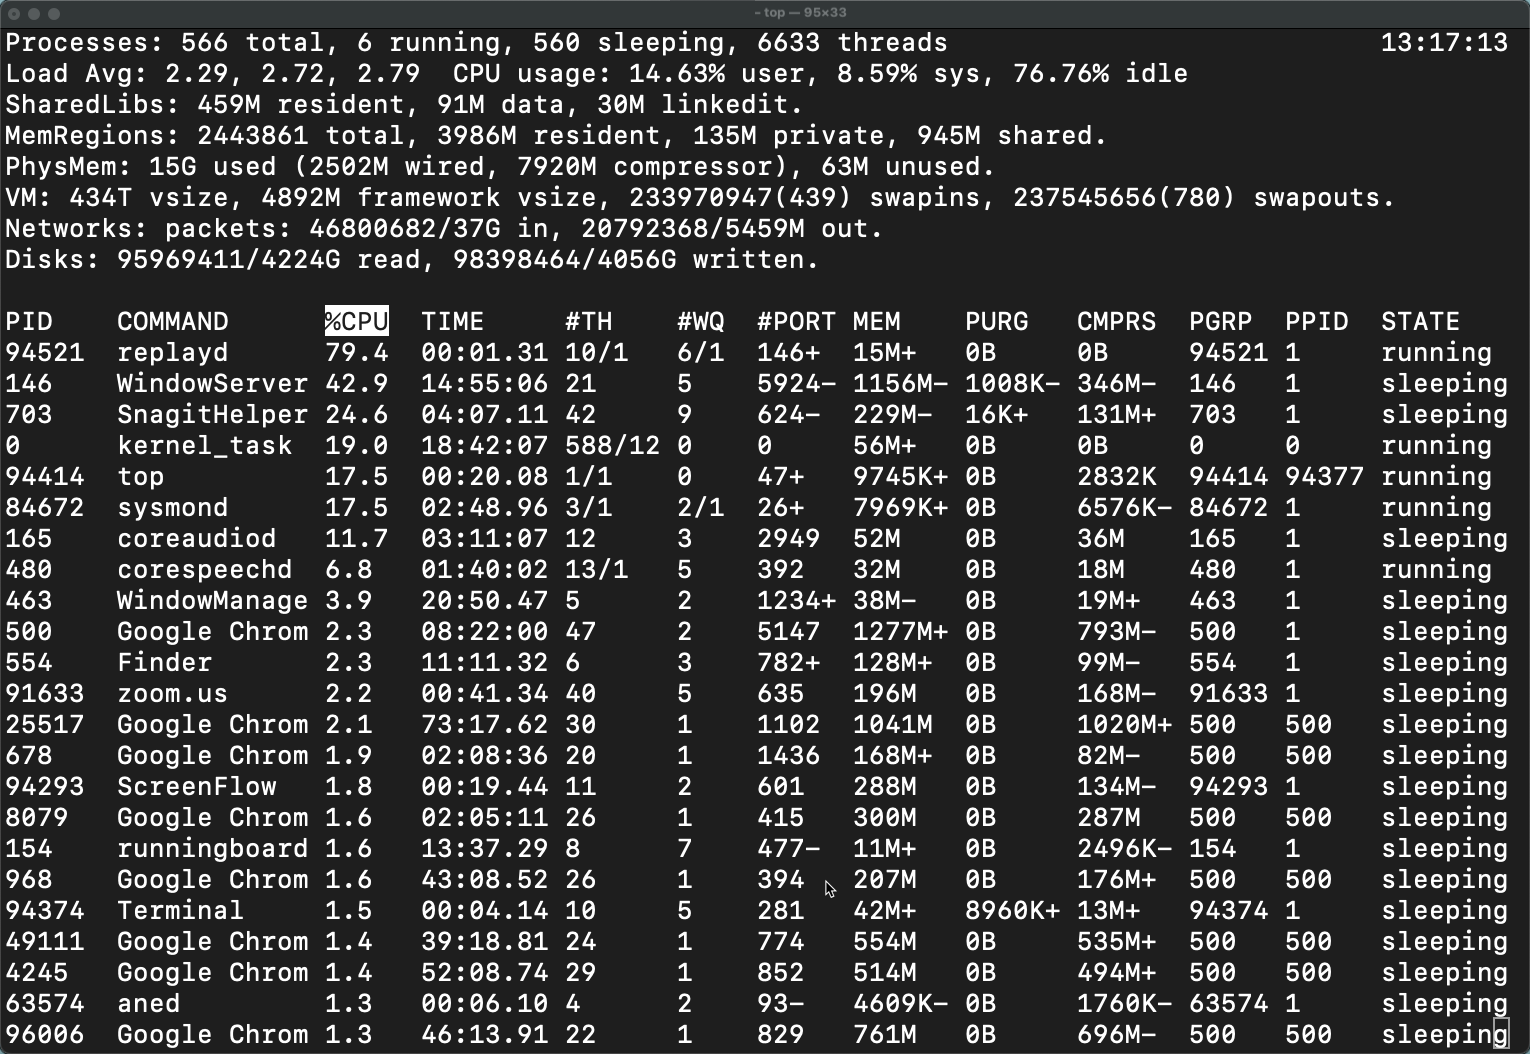 ~ top — 95×33
Processes: 566 total, 6 running, 560 sleeping, 6633 threads 13:17:13
Load Avg: 2.29, 2.72, 2.79 CPU usage: 14.63% user, 8.59% sys, 76.76% idle
SharedLibs: 459M resident, 91M data, 30M linkedit.
MemRegions: 2443861 total, 3986M resident, 135M private, 945M shared.
PhysMem: 15G used (2502M wired, 7920M compressor), 63M unused.
VM: 434T vsize, 4892M framework vsize, 233970947(439) swapins, 237545656(780) swapouts.
Networks: packets: 46800682/37G in, 20792368/5459M out.
Disks: 95969411/4224G read, 98398464/4056G written.
PID COMMAND %CPU TIME #TH #WQ #PORT MEM PURG CMPRS PGRP PPID STATE
94521 replayd 79.4 00:01.31 10/1 6/1 146+ 15M+ 0B 0B 94521 1 running
146 WindowServer 42.9 14:55:06 21 5 5924- 1156M- 1008K- 346M- 146 1 sleeping
703 SnagitHelper 24.6 04:07.11 42 9 624- 229M- 16K+ 131M+ 703 1 sleeping
0 kernel_task 19.0 18:42:07 588/12 0 0 56M+ 0B 0B 0 0 running
94414 top 17.5 00:20.08 1/1 0 47+ 9745K+ 0B 2832K 94414 94377 running
84672 sysmond 17.5 02:48.96 3/1 2/1 26+ 7969K+ 0B 6576K- 84672 1 running
165 coreaudiod 11.7 03:11:07 12 3 2949 52M 0B 36M 165 1 sleeping
480 corespeechd 6.8 01:40:02 13/1 5 392 32M 0B 18M 480 1 running
463 WindowManage 3.9 20:50.47 5 2 1234+ 38M- 0B 19M+ 463 1 sleeping
500 Google Chrom 2.3 08:22:00 47 2 5147 1277M+ 0B 793M- 500 1 sleeping
554 Finder 2.3 11:11.32 6 3 782+ 128M+ 0B 99M- 554 1 sleeping
91633 zoom.us 2.2 00:41.34 40 5 635 196M 0B 168M- 91633 1 sleeping
25517 Google Chrom 2.1 73:17.62 30 1 1102 1041M 0B 1020M+ 500 500 sleeping
678 Google Chrom 1.9 02:08:36 20 1 1436 168M+ 0B 82M- 500 500 sleeping
94293 ScreenFlow 1.8 00:19.44 11 2 601 288M 0B 134M- 94293 1 sleeping
8079 Google Chrom 1.6 02:05:11 26 1 415 300M 0B 287M 500 500 sleeping
154 runningboard 1.6 13:37.29 8 7 477- 11M+ 0B 2496K- 154 1 sleeping
968 Google Chrom 1.6 43:08.52 26 1 394 207M 0B 176M+ 500 500 sleeping
94374 Terminal 1.5 00:04.14 10 5 281 42M+ 8960K+ 13M+ 94374 1 sleeping
49111 Google Chrom 1.4 39:18.81 24 1 774 554M 0B 535M+ 500 500 sleeping
4245 Google Chrom 1.4 52:08.74 29 1 852 514M 0B 494M+ 500 500 sleeping
63574 aned 1.3 00:06.10 4 2 93- 4609K- 0B 1760K- 63574 1 sleeping
96006 Google Chrom 1.3 46:13.91 22 1 829 761M 0B 696M- 500 500 sleeping